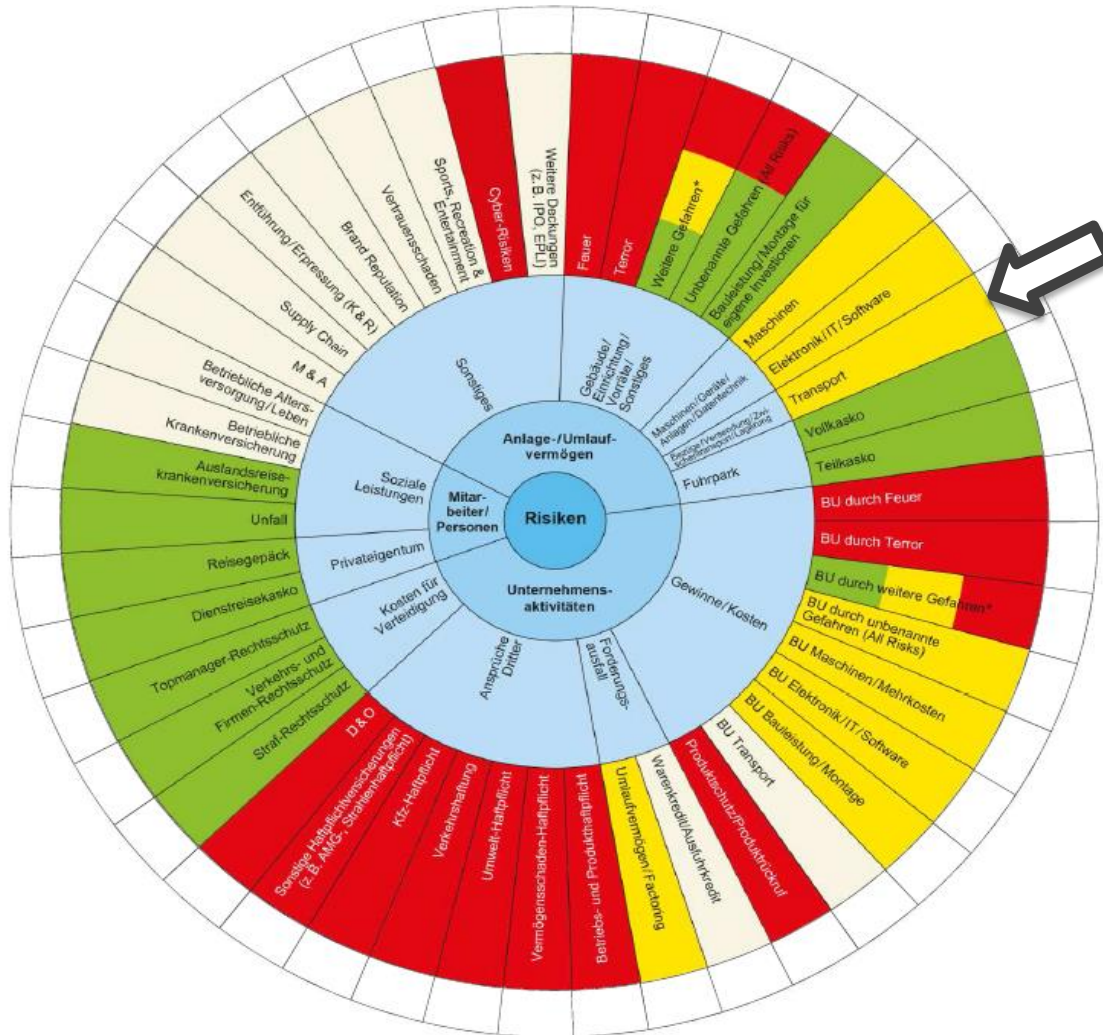 Risiken
Anlage-/Umlauf-
vermögen
Mitar-
beiter/
Personen
Unternehmens-
aktivitäten
Sonstiges
Gebäude/
Einrichtung/
Vorräte/
Sonstiges
Maschinen/Geräte/
Anlagen/Datentechnik
Bezüge/Versendung/Zwi-
schentransport/Lagerung
Fuhrpark
Gewinne/Kosten
Forderungs-
ausfall
Ansprüche
Dritter
Kosten für
Verteidigung
Privateigentum
Soziale
Leistungen
Feuer
Terror
Weitere Gefahren*
Unbenannte Gefahren (All Risks)
Bauleistung/Montage für
eigene Investitionen
Maschinen
Elektronik/IT/Software
Transport
Vollkasko
Teilkasko
BU durch Feuer
BU durch Terror
BU durch weitere Gefahren*
BU durch unbenannte
Gefahren (All Risks)
BU Maschinen/Mehrkosten
BU Elektronik/IT/Software
BU Bauleistung/Montage
BU Transport
Produktschutz/Produktrückruf
Warenkredit/Ausfuhrkredit
Umlaufvermögen/Factoring
Betriebs- und Produkthaftpflicht
Vermögensschaden-Haftpflicht
Umwelt-Haftpflicht
Verkehrshaftung
Kfz-Haftpflicht
Sonstige Haftpflichtversicherungen
(z. B. AMG-, Strahlenhaftpflicht)
D & O
Straf-Rechtsschutz
Verkehrs- und
Firmen-Rechtsschutz
Topmanager-Rechtsschutz
Dienstreisekasko
Reisegepäck
Unfall
Auslandsreise-
krankenversicherung
Betriebliche
Krankenversicherung
Betriebliche Alters-
versorgung/Leben
M & A
Supply Chain
Entführung/Erpressung (K & R)
Brand Reputation
Vertrauensschaden
Sports, Recreation &
Entertainment
Cyber-Risiken
Weitere Deckungen
(z. B. IPO, EPLI)